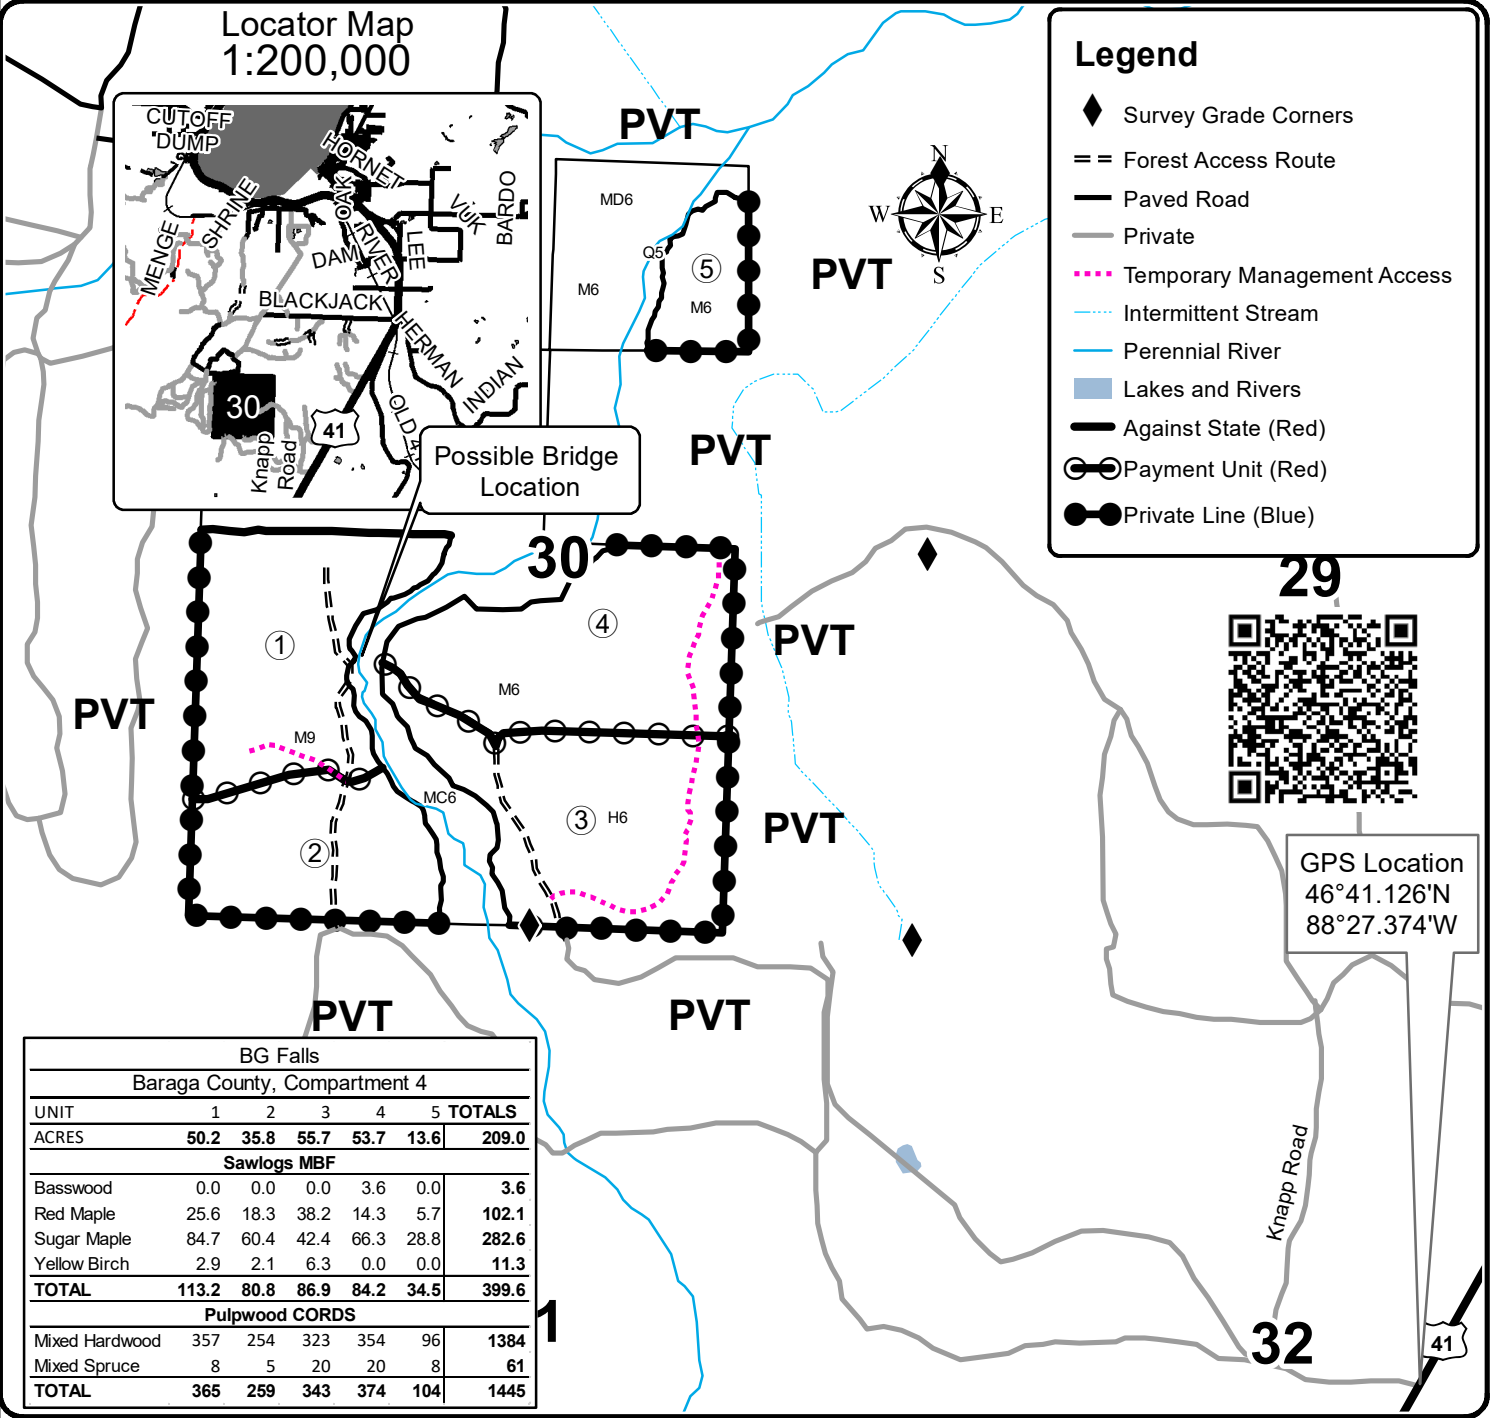 Locator Map
1:200,000
CUTOFF
DUMP
HORNET
OAK
SHRINE
MENGE
RIVER
DAM
LEE
VUK
BARDO
BLACKJACK
HERMAN
INDIAN
30
41
OLD 4
Knapp
Road
Possible Bridge
Location
PVT
MD6
Q5
5
M6
M6
N
W
E
S
PVT
PVT
Legend
Survey Grade Corners
Forest Access Route
Paved Road
Private
Temporary Management Access
Intermittent Stream
Perennial River
Lakes and Rivers
Against State (Red)
Payment Unit (Red)
Private Line (Blue)
30
29
1
4
PVT
M6
PVT
M9
MC6
3
H6
PVT
2
GPS Location
46°41.126'N
88°27.374'W
PVT
PVT
BG Falls
Baraga County, Compartment 4
UNIT 1 2 3 4 5 TOTALS
ACRES 50.2 35.8 55.7 53.7 13.6 209.0
Sawlogs MBF
Basswood 0.0 0.0 0.0 3.6 0.0 3.6
Red Maple 25.6 18.3 38.2 14.3 5.7 102.1
Sugar Maple 84.7 60.4 42.4 66.3 28.8 282.6
Yellow Birch 2.9 2.1 6.3 0.0 0.0 11.3
TOTAL 113.2 80.8 86.9 84.2 34.5 399.6
Pulpwood CORDS
Mixed Hardwood 357 254 323 354 96 1384
Mixed Spruce 8 5 20 20 8 61
TOTAL 365 259 343 374 104 1445
1
Knapp Road
32
41